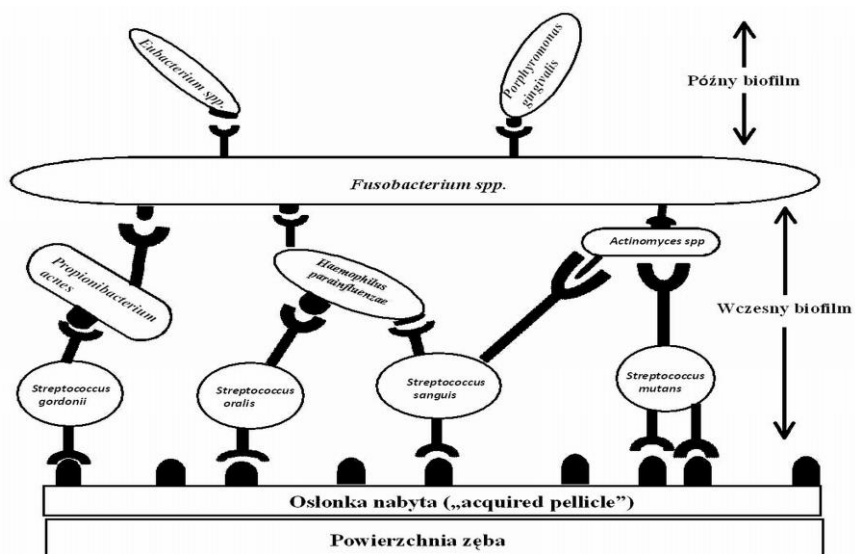 Eubacterium spp.
Porphyromonas
gingivalis
Późny biofilm
Fusobacterium spp.
Propionibacterium
acnes
Haemophilus
parainfluenzae
Actinomyces spp
Wczesny biofilm
Streptococcus
gordonii
Streptococcus
oralis
Streptococcus
sanguis
Streptococcus
mutans
Osłonka nabyta („acquired pellicle”)
Powierzchnia zęba